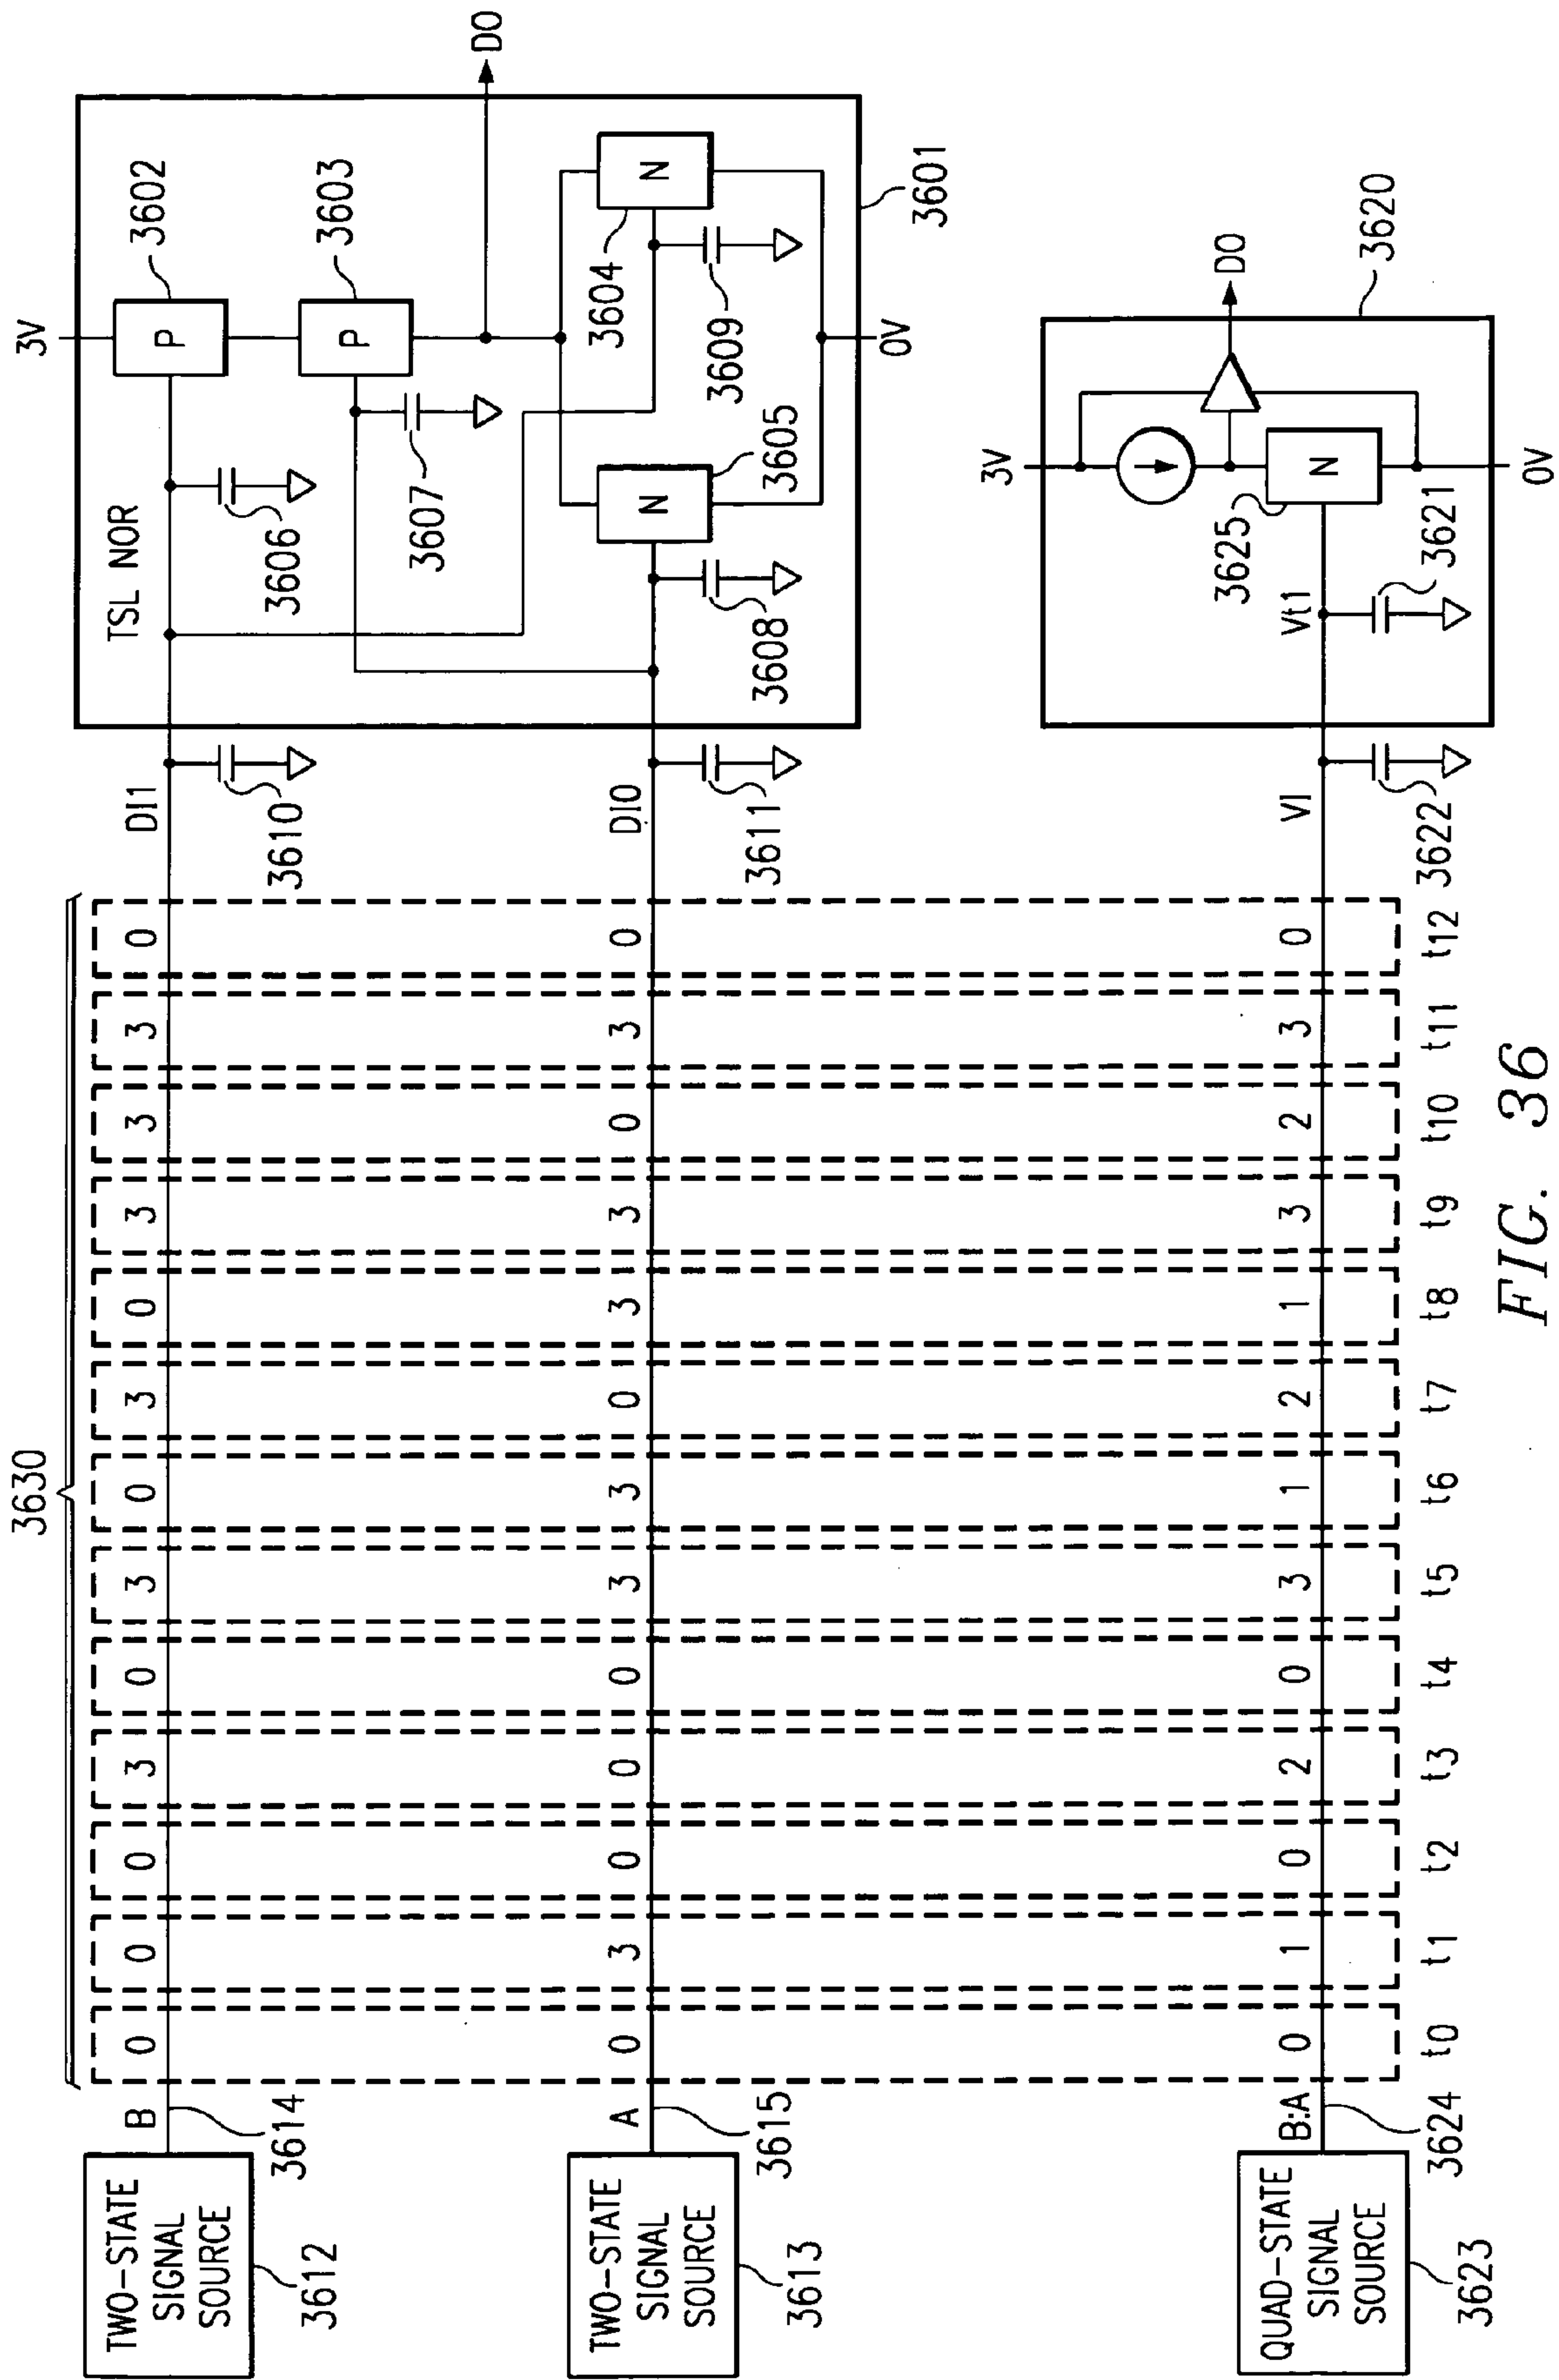 3630
TWO-STATE
SIGNAL
SOURCE
3612
B
3614
0 0 0 3 0 3 0 3 0 3 3 3 0
DI1
3610
TSL NOR
3606
3V
P
3602
P
3603
3607
DO
N
3604
3609
N
3605
3608
0V
3601
TWO-STATE
SIGNAL
SOURCE
3613
A
3615
0 3 0 0 0 3 3 0 3 3 0 3 0
DI0
3611
QUAD-STATE
SIGNAL
SOURCE
3623
B:A
3624
0 1 0 2 0 3 1 2 1 3 2 3 0
VI
3622
Vt1
3621
3V
N
3625
DO
0V
3620
t0 t1 t2 t3 t4 t5 t6 t7 t8 t9 t10 t11 t12
FIG. 36